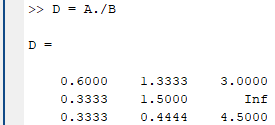 >> D = A./B
D =
0.6000 1.3333 3.0000
0.3333 1.5000 Inf
0.3333 0.4444 4.5000